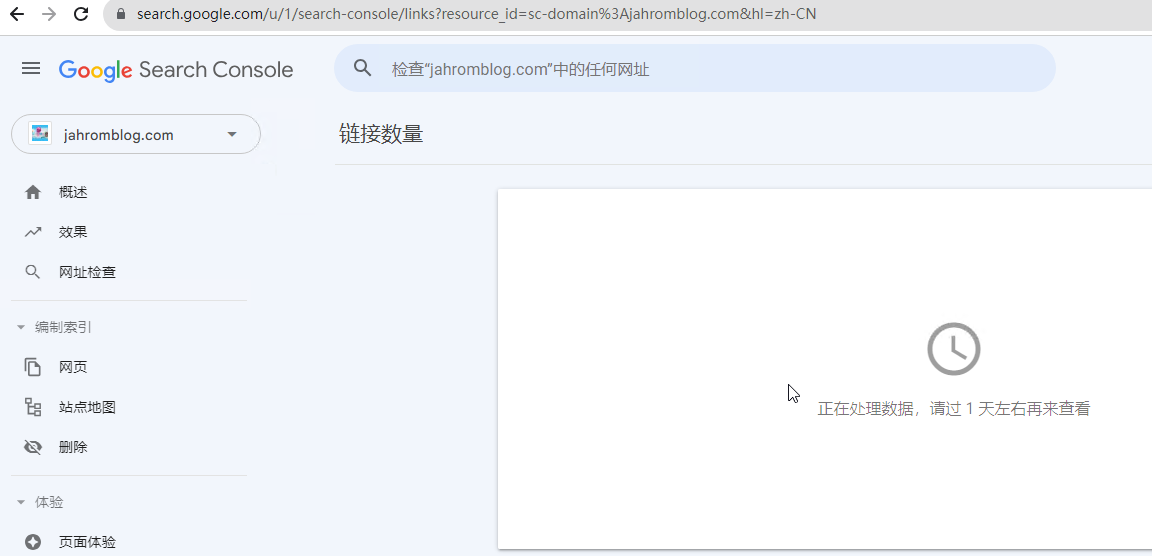 search.google.com/u/1/search-console/links?resource_id=sc-domain%3Ajahromblog.com&hl=zh-CN
Google Search Console
检查“jahromblog.com”中的任何网址
jahromblog.com
链接数量
概述
效果
网址检查
编制索引
网页
站点地图
删除
体验
页面体验
正在处理数据，请过 1 天左右再来查看